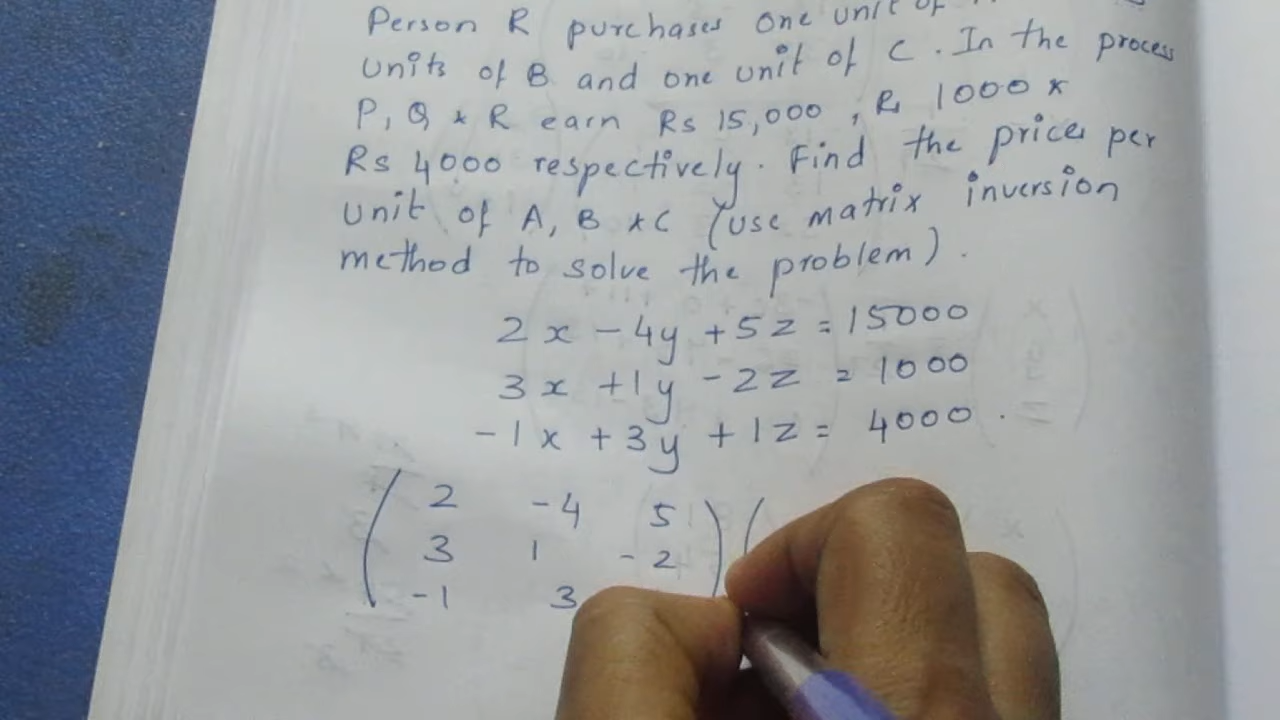 Person R purchases one unit of
units of B and one unit of C. In the process
P, Q & R earn Rs 15,000, Rs 1000 &
Rs 4000 respectively. Find the prices per
unit of A, B & C (use matrix inversion
method to solve the problem).
2x - 4y + 5z = 15000
3x + 1y - 2z = 1000
-1x + 3y + 1z = 4000.
( 2 -4 5 ) (
3 1 -2
-1 3